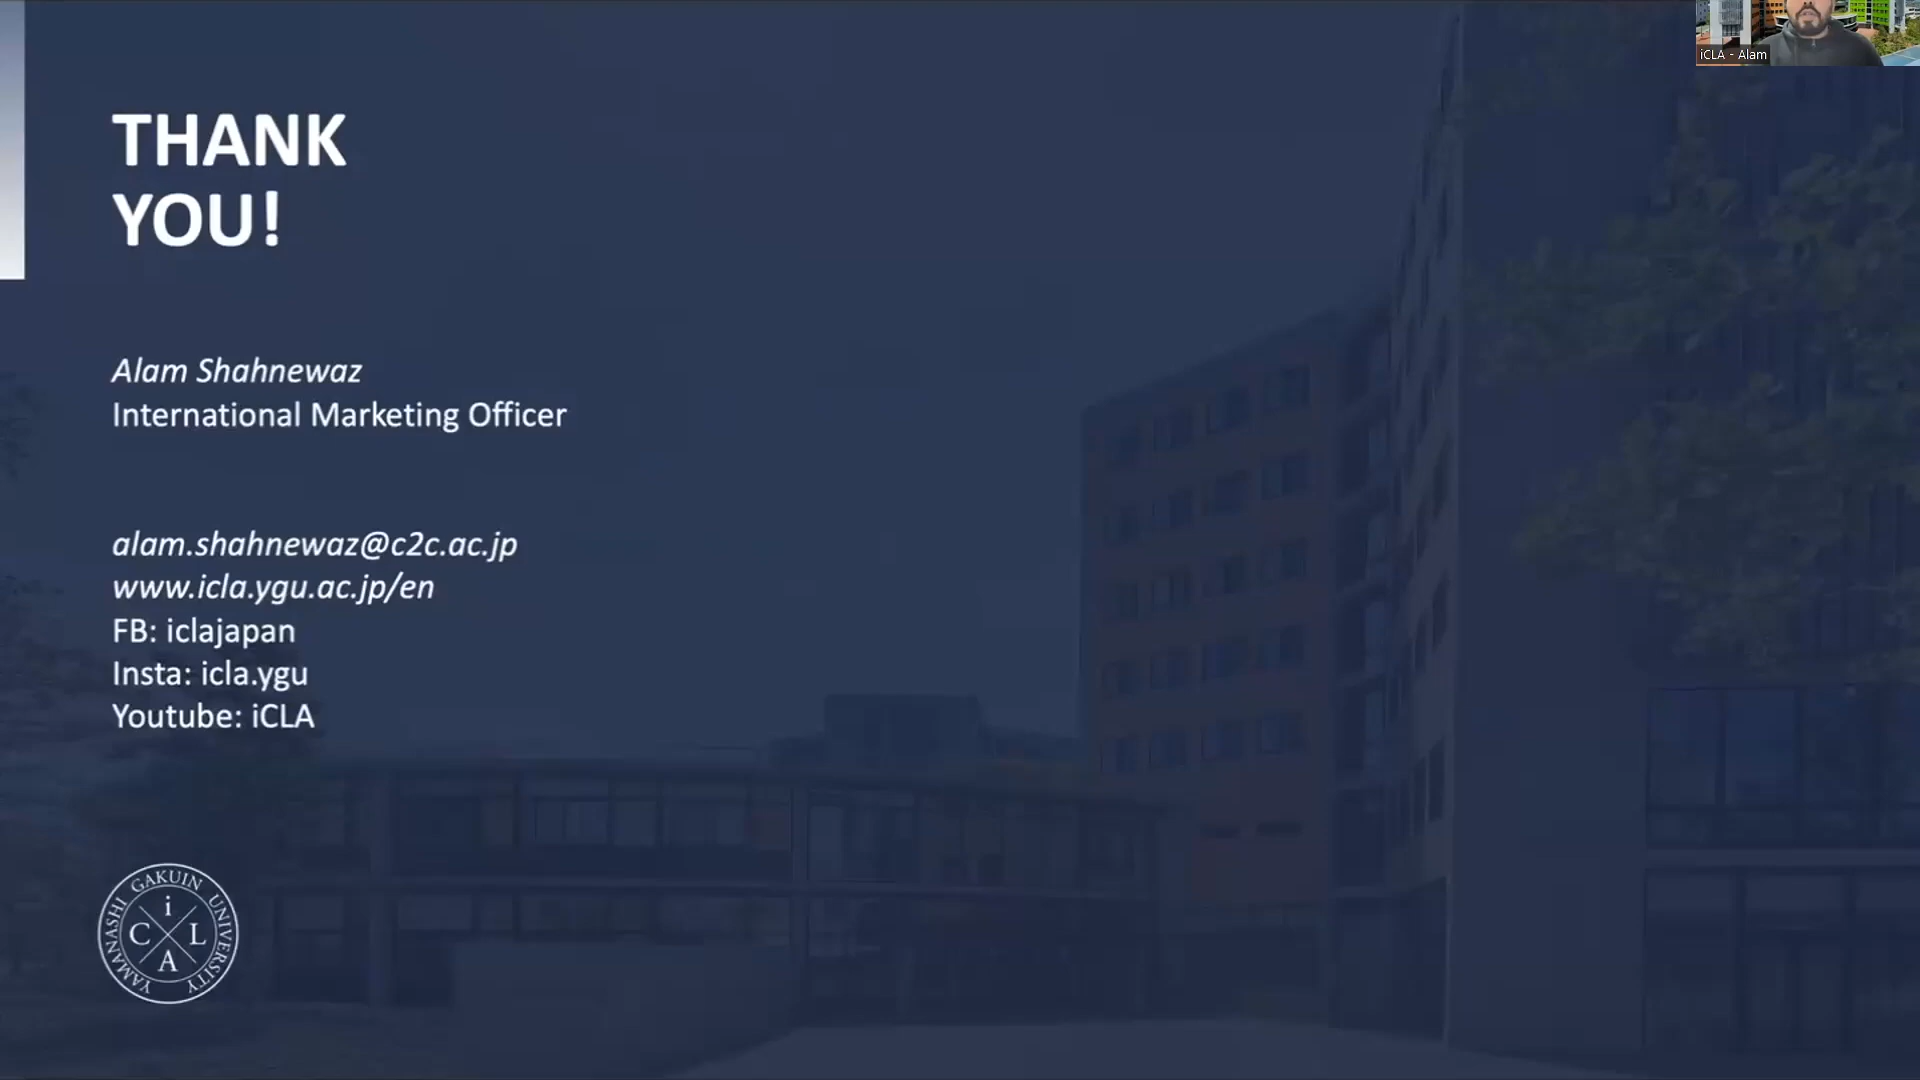 iCLA - Alam
THANK
YOU!
Alam Shahnewaz
International Marketing Officer
alam.shahnewaz@c2c.ac.jp
www.icla.ygu.ac.jp/en
FB: iclajapan
Insta: icla.ygu
Youtube: iCLA
YAMANASHI GAKUIN UNIVERSITY
i
C L
A